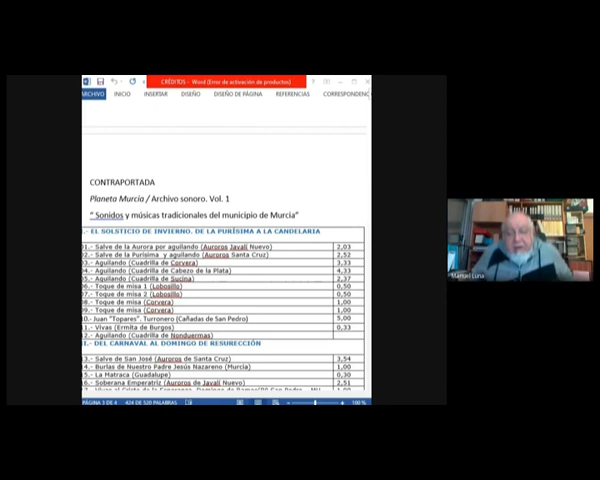 CRÉDITOS - Word (Error de activación de productos)
ARCHIVO INICIO INSERTAR DISEÑO DISEÑO DE PÁGINA REFERENCIAS CORRESPONDENC
CONTRAPORTADA
Planeta Murcia / Archivo sonoro. Vol. 1
“ Sonidos y músicas tradicionales del municipio de Murcia”
.- EL SOLSTICIO DE INVIERNO. DE LA PURÍSIMA A LA CANDELARIA
01.- Salve de la Aurora por aguilando (Auroros Javalí Nuevo) 2,03
02.- Salve de la Purísima y aguilando (Auroros Santa Cruz) 2,52
03.- Aguilando (Cuadrilla de Corvera) 3,33
04.- Aguilando (Cuadrilla de Cabezo de la Plata) 4,33
05.- Aguilando (Cuadrilla de Sucina) 2,37
06.- Toque de misa 1 (Lobosillo) 0,50
07.- Toque de misa 2 (Lobosillo) 0,50
08.- Toque de misa (Corvera) 1,00
09.- Toque de misa (Corvera) 1,00
0.- Juan “Topares”. Turronero (Cañadas de San Pedro) 5,00
1.- Vivas (Ermita de Burgos) 0,33
2.- Aguilando (Cuadrilla de Nonduermas)
1.- DEL CARNAVAL AL DOMINGO DE RESURECCIÓN
3.- Salve de San José (Auroros de Santa Cruz) 3,54
4.- Burlas de Nuestro Padre Jesús Nazareno (Murcia) 1,00
5.- La Matraca (Guadalupe) 0,30
6.- Soberana Emperatriz (Auroros de Javalí Nuevo) 2,51
PÁGINA 3 DE 4 424 DE 520 PALABRAS 100 %
Manuel Luna